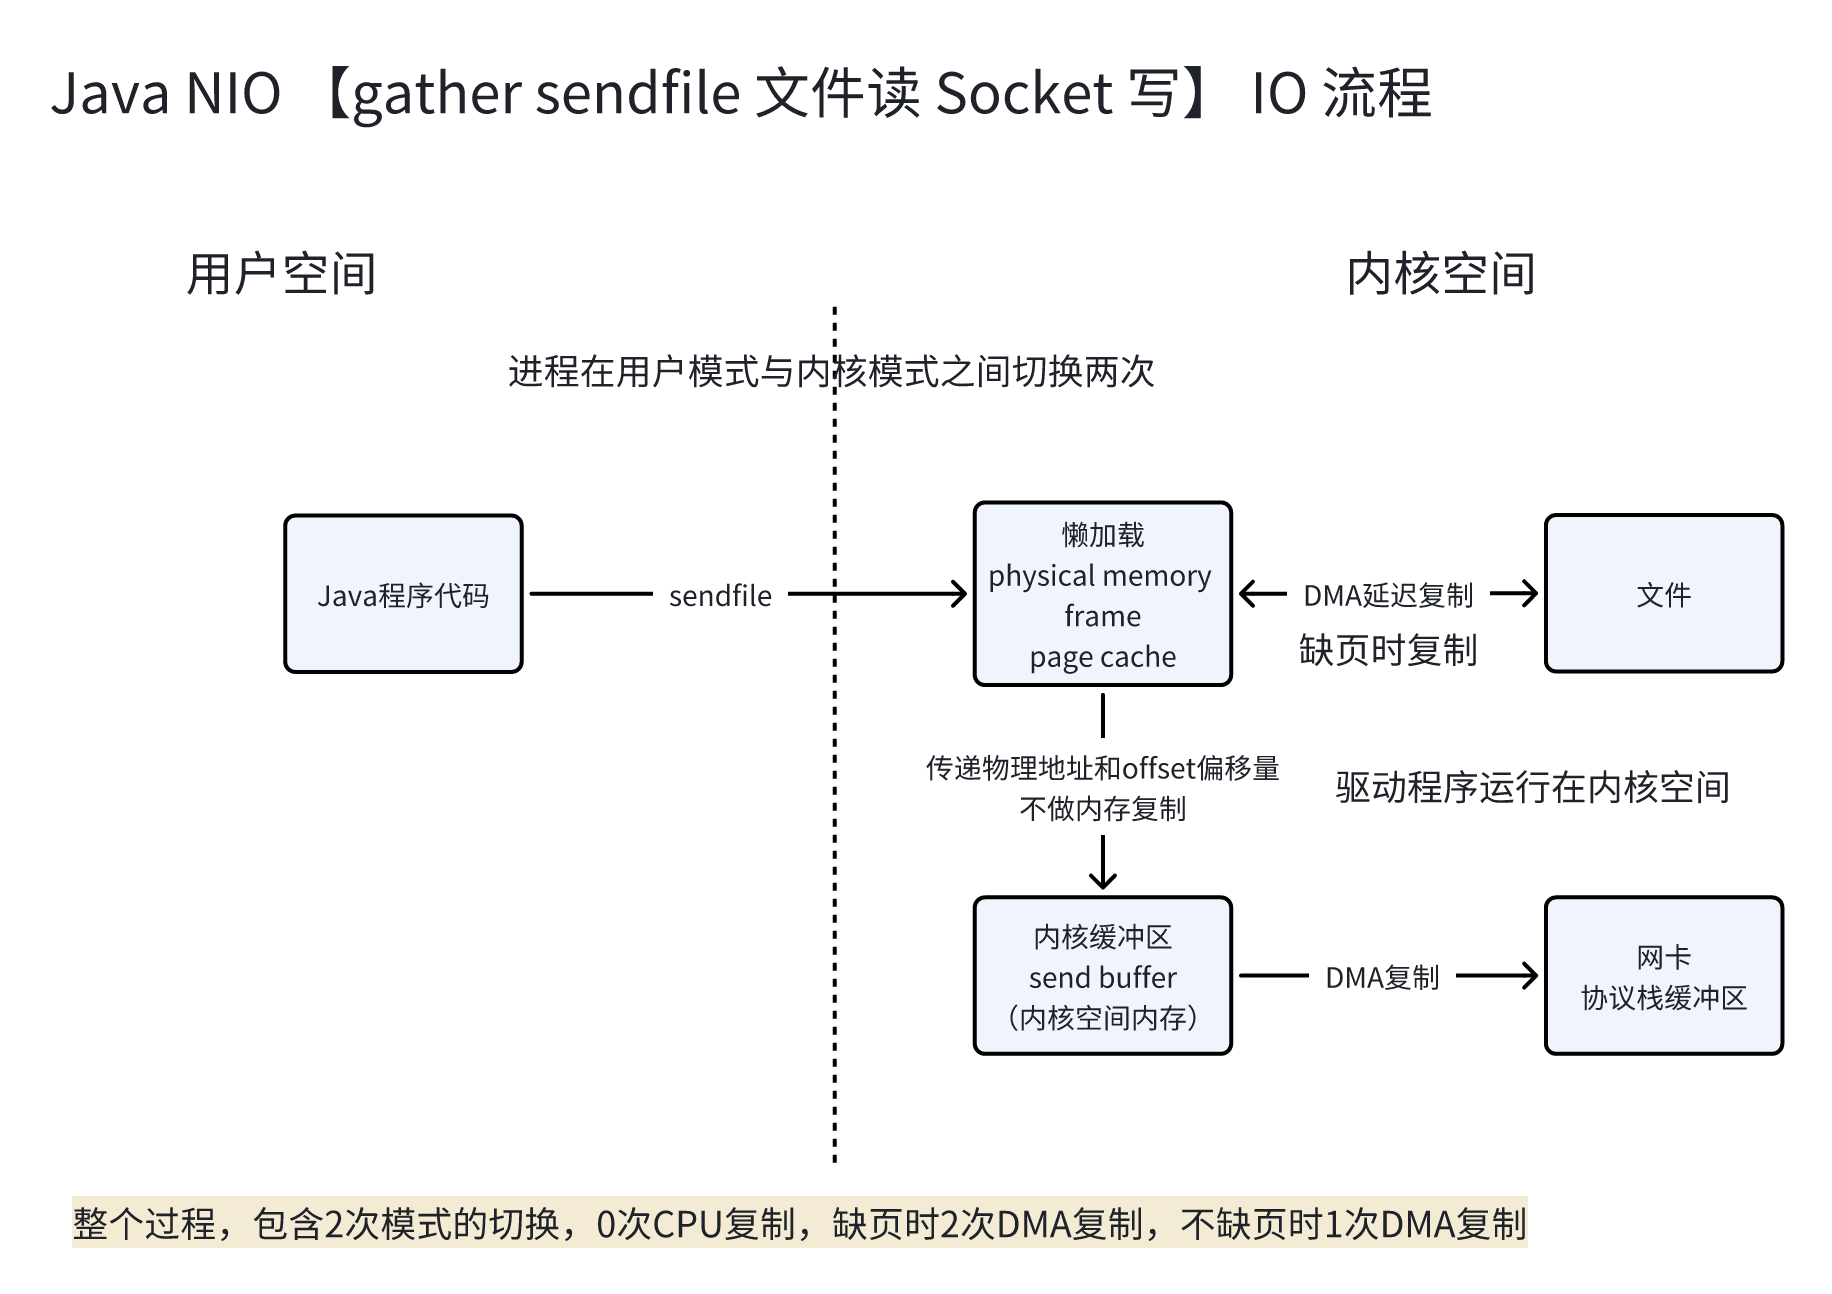 Java NIO 【gather sendfile 文件读 Socket 写】 IO 流程
用户空间
内核空间
进程在用户模式与内核模式之间切换两次
Java程序代码
sendfile
懒加载
physical memory
frame
page cache
DMA延迟复制
缺页时复制
文件
传递物理地址和offset偏移量
不做内存复制
驱动程序运行在内核空间
内核缓冲区
send buffer
（内核空间内存）
DMA复制
网卡
协议栈缓冲区
整个过程，包含2次模式的切换，0次CPU复制，缺页时2次DMA复制，不缺页时1次DMA复制